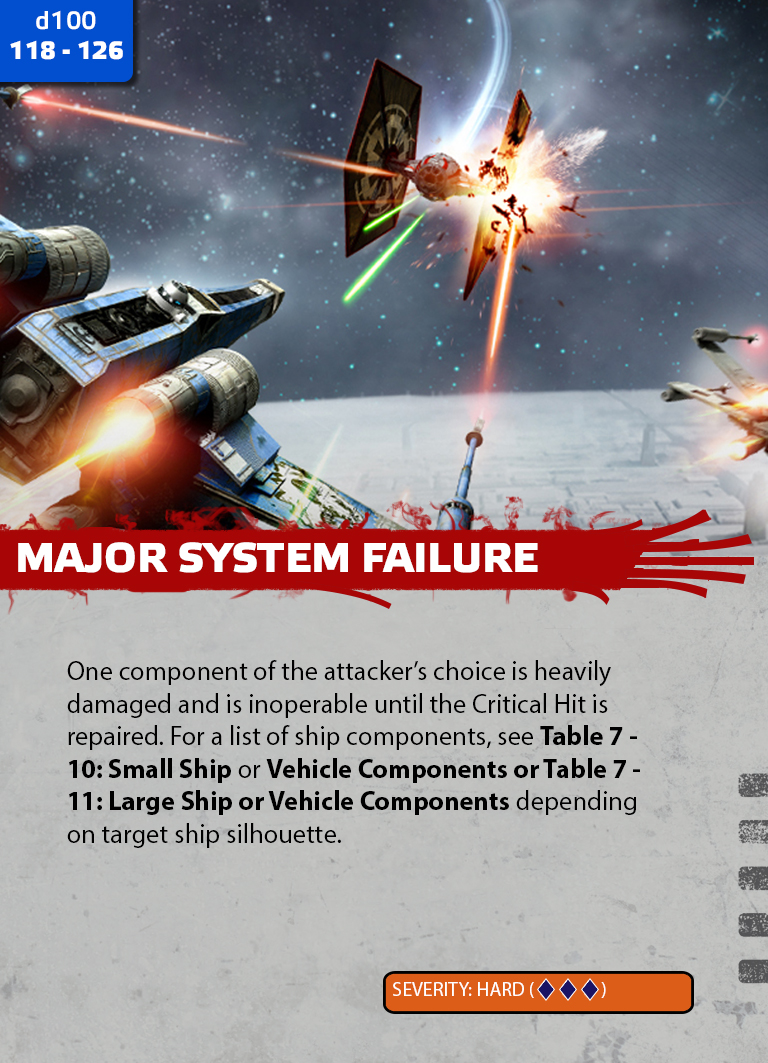 d100
118 - 126
MAJOR SYSTEM FAILURE
One component of the attacker’s choice is heavily
damaged and is inoperable until the Critical Hit is
repaired. For a list of ship components, see Table 7 -
10: Small Ship or Vehicle Components or Table 7 -
11: Large Ship or Vehicle Components depending
on target ship silhouette.
SEVERITY: HARD (◆ ◆ ◆)